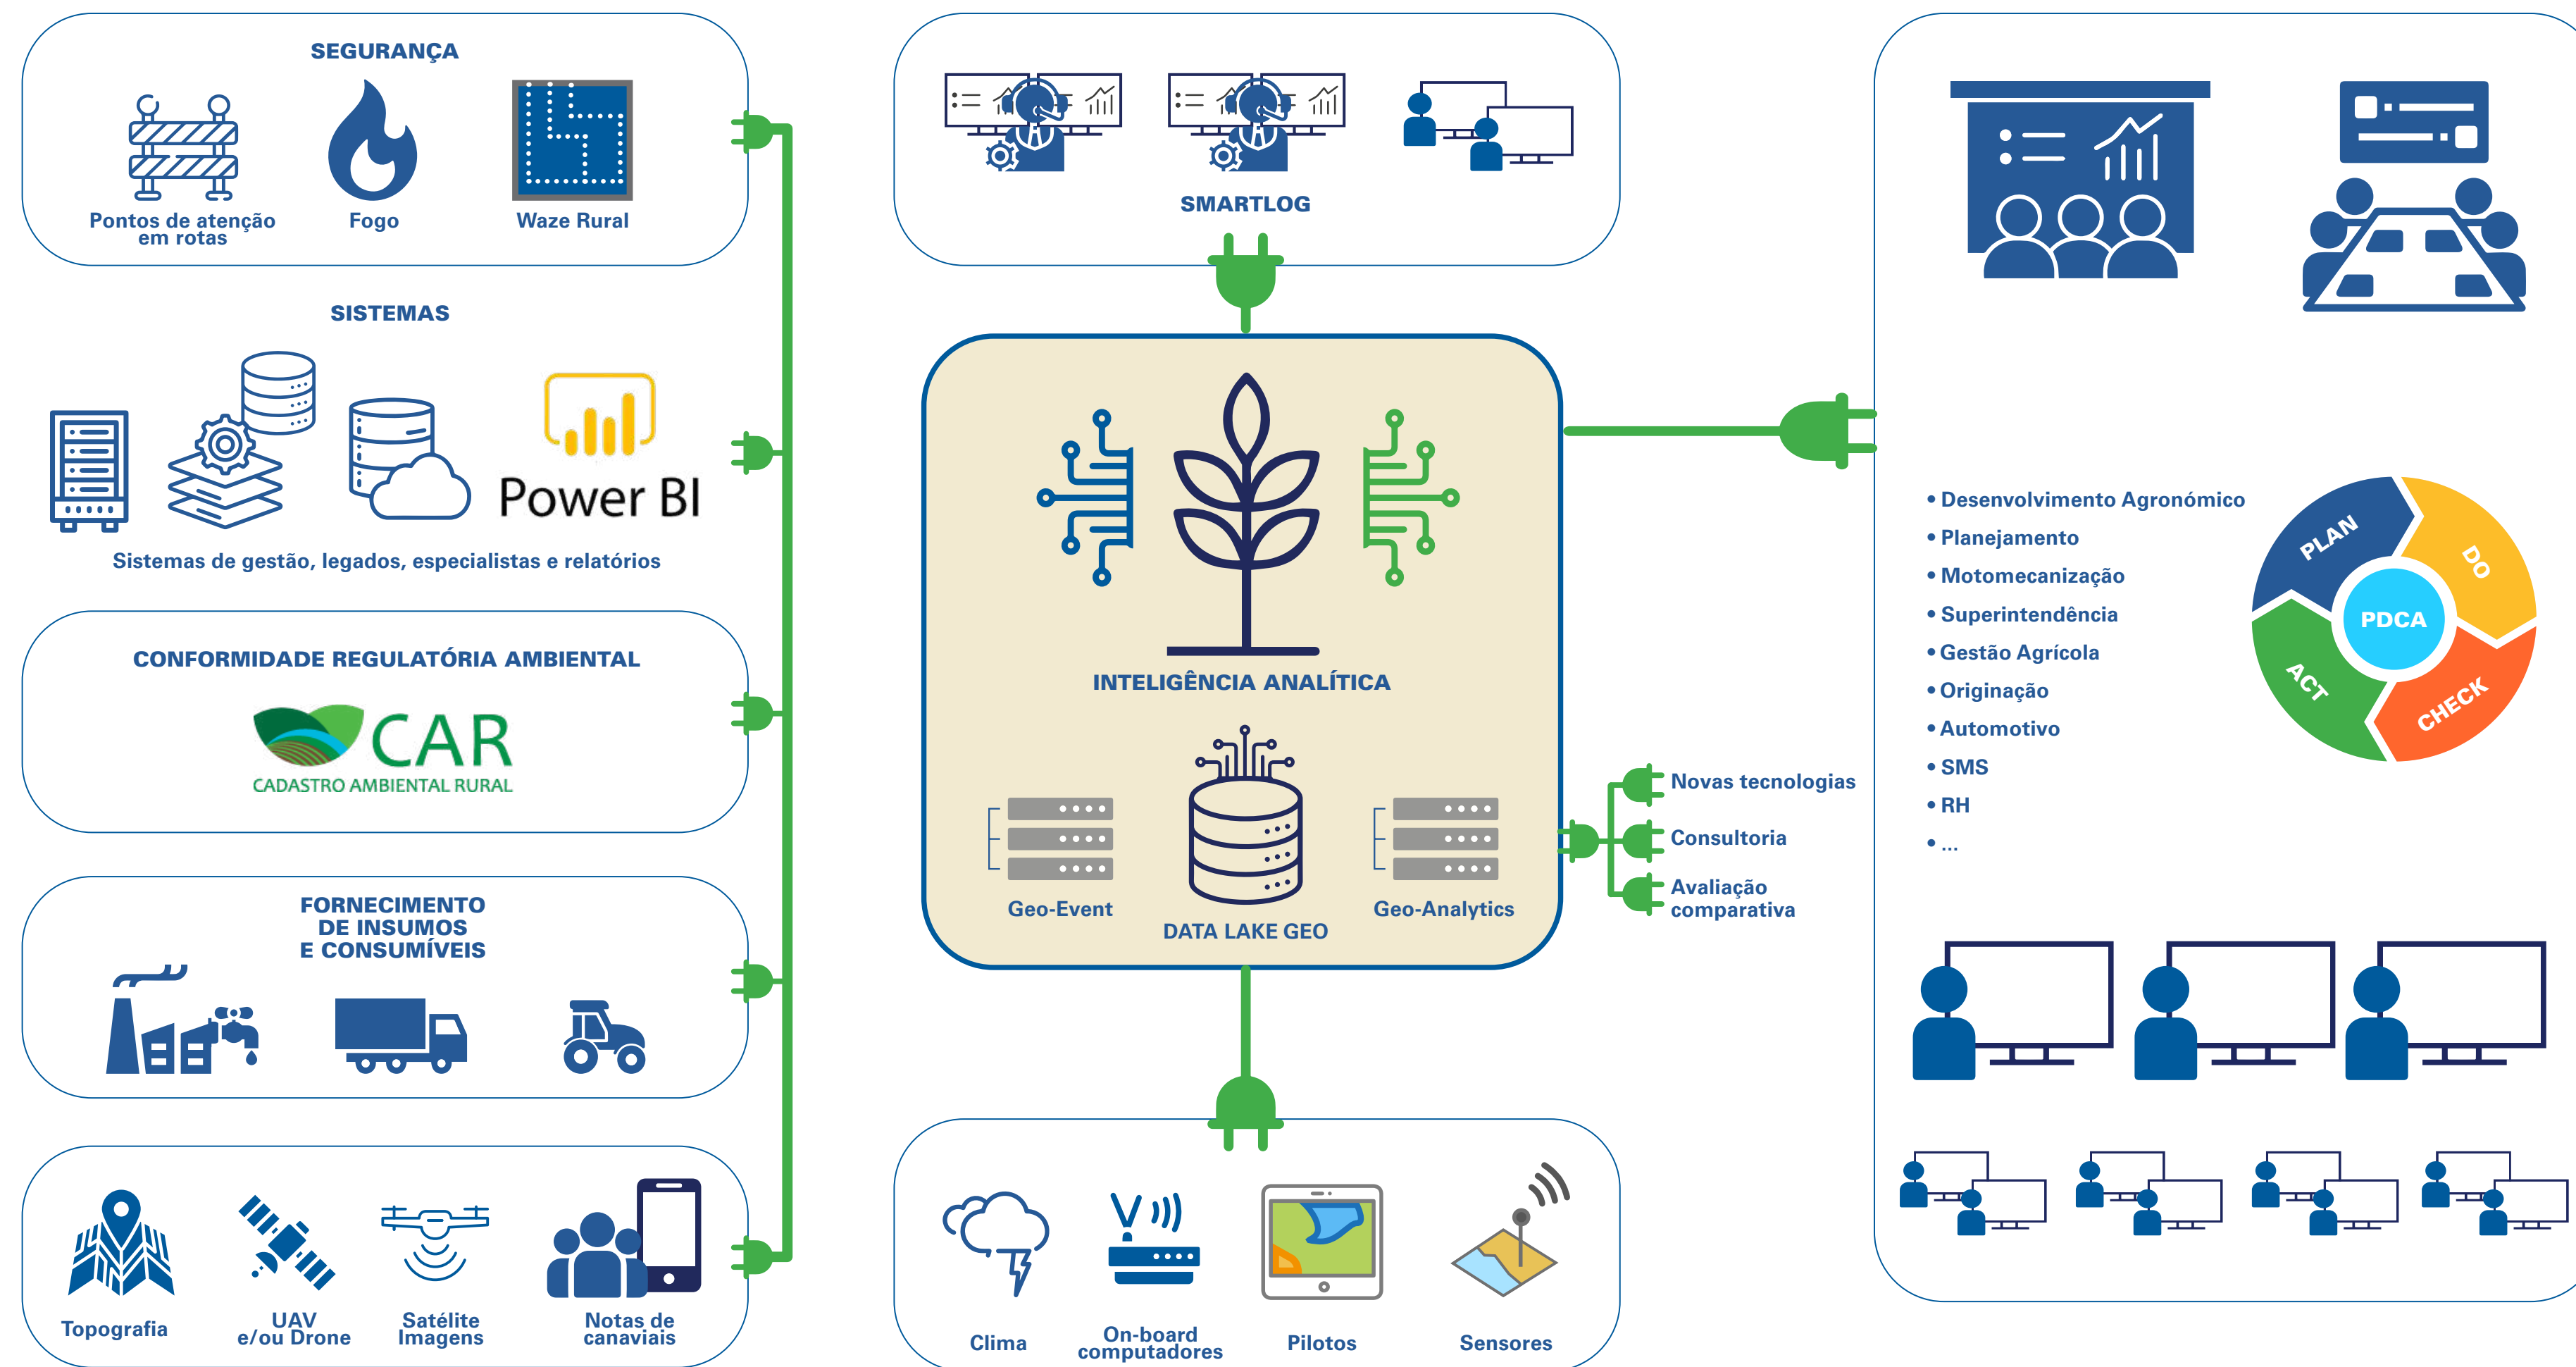 SEGURANÇA
Pontos de atenção
em rotas
Fogo
Waze Rural
SISTEMAS
Power BI
Sistemas de gestão, legados, especialistas e relatórios
CONFORMIDADE REGULATÓRIA AMBIENTAL
CAR
CADASTRO AMBIENTAL RURAL
FORNECIMENTO
DE INSUMOS
E CONSUMÍVEIS
Topografia
UAV
e/ou Drone
Satélite
Imagens
Notas de
canaviais
SMARTLOG
INTELIGÊNCIA ANALÍTICA
Geo-Event
DATA LAKE GEO
Geo-Analytics
Novas tecnologias
Consultoria
Avaliação
comparativa
Clima
On-board
computadores
Pilotos
Sensores
• Desenvolvimento Agronómico
• Planejamento
• Motomecanização
• Superintendência
• Gestão Agrícola
• Originação
• Automotivo
• SMS
• RH
• ...
PLAN
DO
PDCA
ACT
CHECK